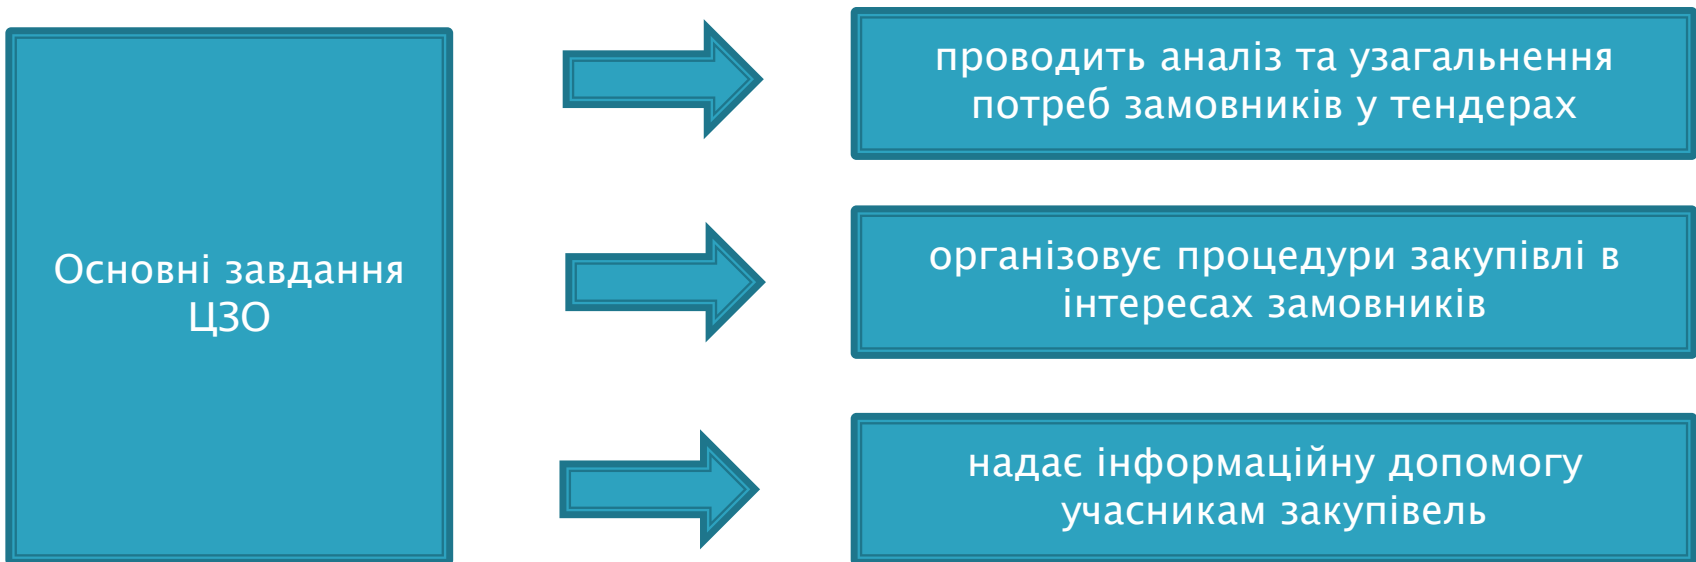 Основні завдання
ЦЗО
проводить аналіз та узагальнення
потреб замовників у тендерах
організовує процедури закупівлі в
інтересах замовників
надає інформаційну допомогу
учасникам закупівель